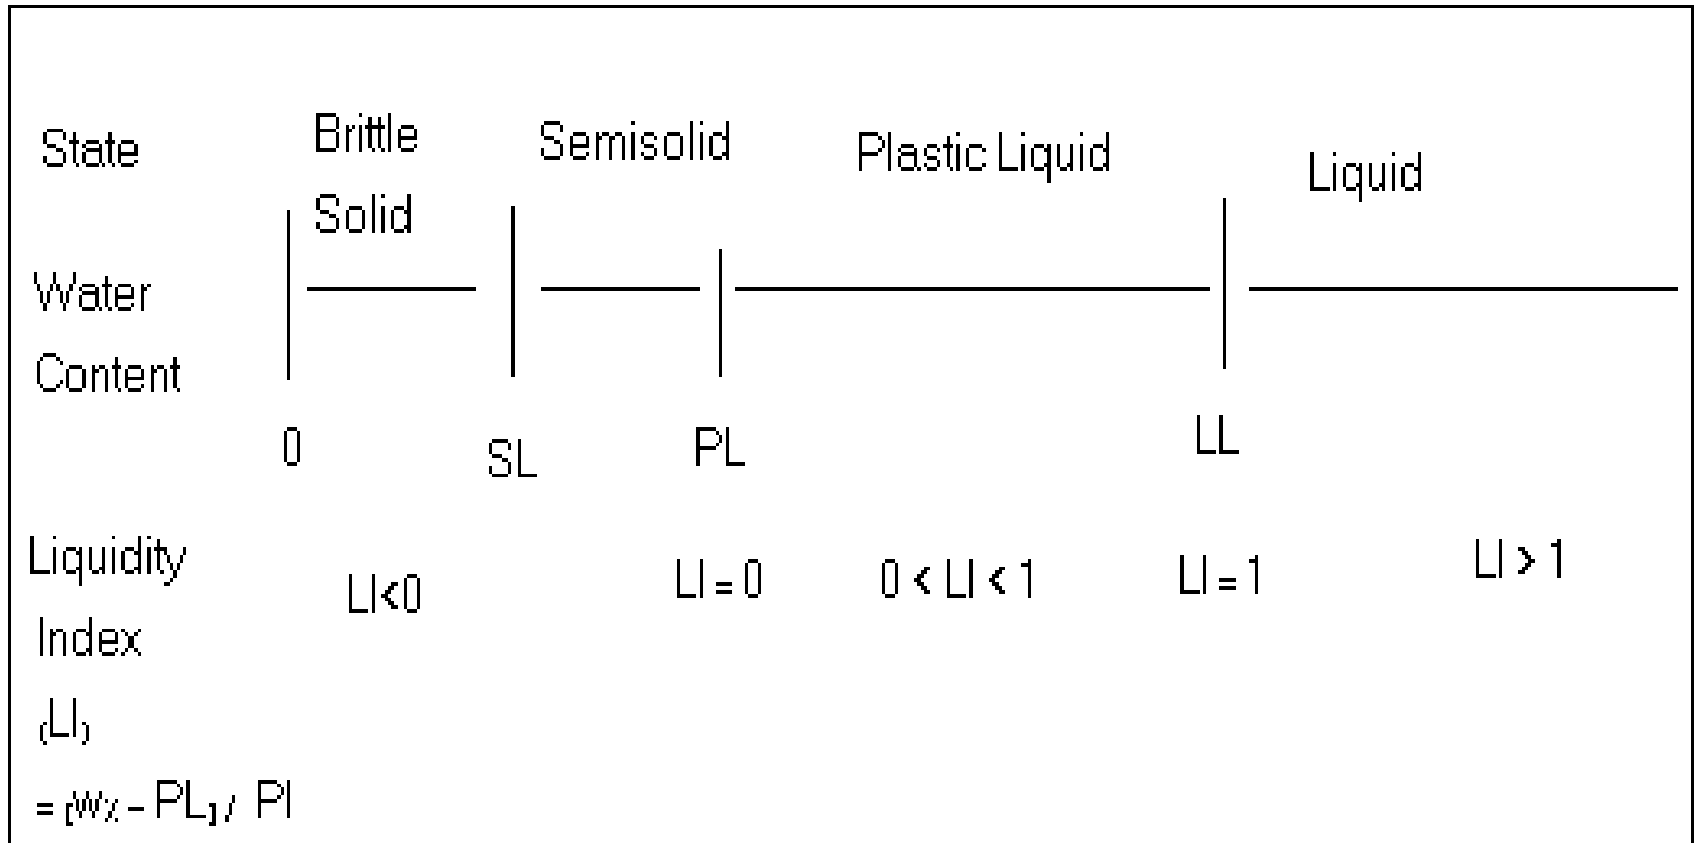 State
Brittle
Solid
Semisolid
Plastic Liquid
Liquid
Water
Content
0
SL
PL
LL
Liquidity
Index
(LI)
= [W% - PL] / PI
LI<0
LI = 0
0 < LI < 1
LI = 1
LI > 1